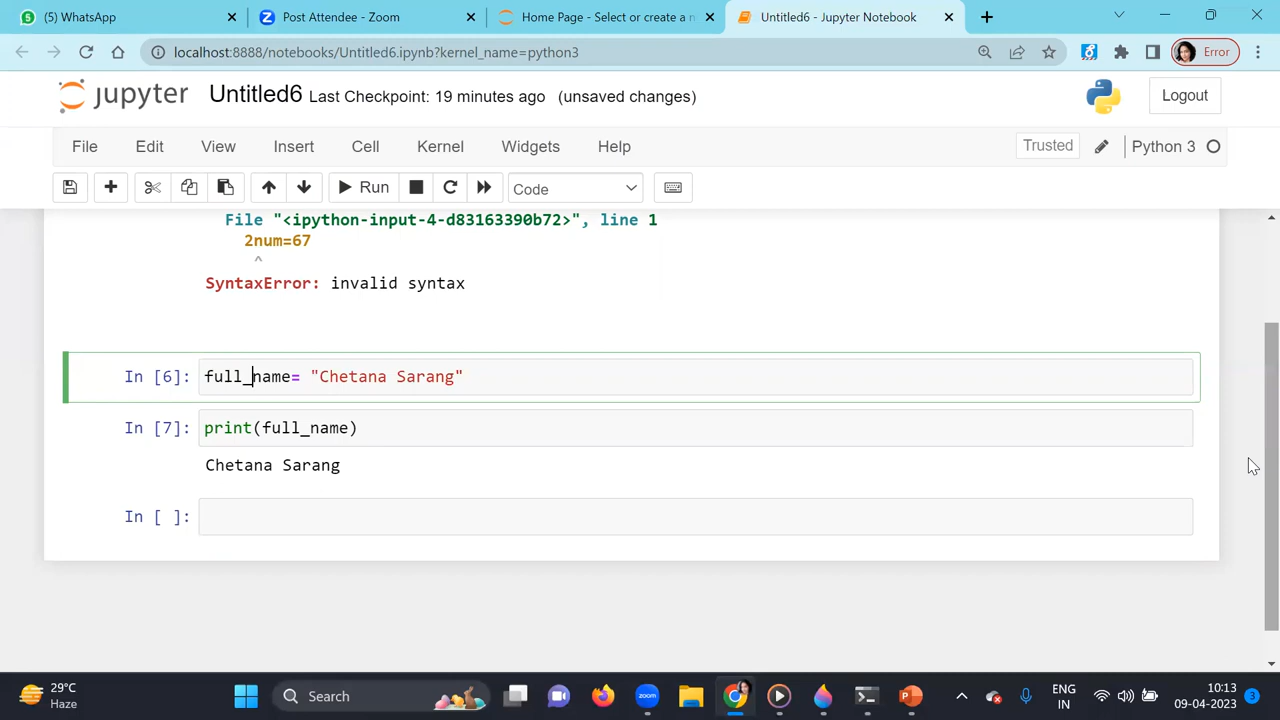 (5) WhatsApp
Post Attendee - Zoom
Home Page - Select or create a n
Untitled6 - Jupyter Notebook
localhost:8888/notebooks/Untitled6.ipynb?kernel_name=python3
Error
jupyter Untitled6 Last Checkpoint: 19 minutes ago (unsaved changes)
Logout
File Edit View Insert Cell Kernel Widgets Help
Trusted
Python 3
Run
Code
File "<ipython-input-4-d83163390b72>", line 1
2num=67
^
SyntaxError: invalid syntax
In [6]: full_name= "Chetana Sarang"
In [7]: print(full_name)
Chetana Sarang
In [ ]:
29°C
Haze
Search
zoom
ENG
IN
10:13
09-04-2023
3